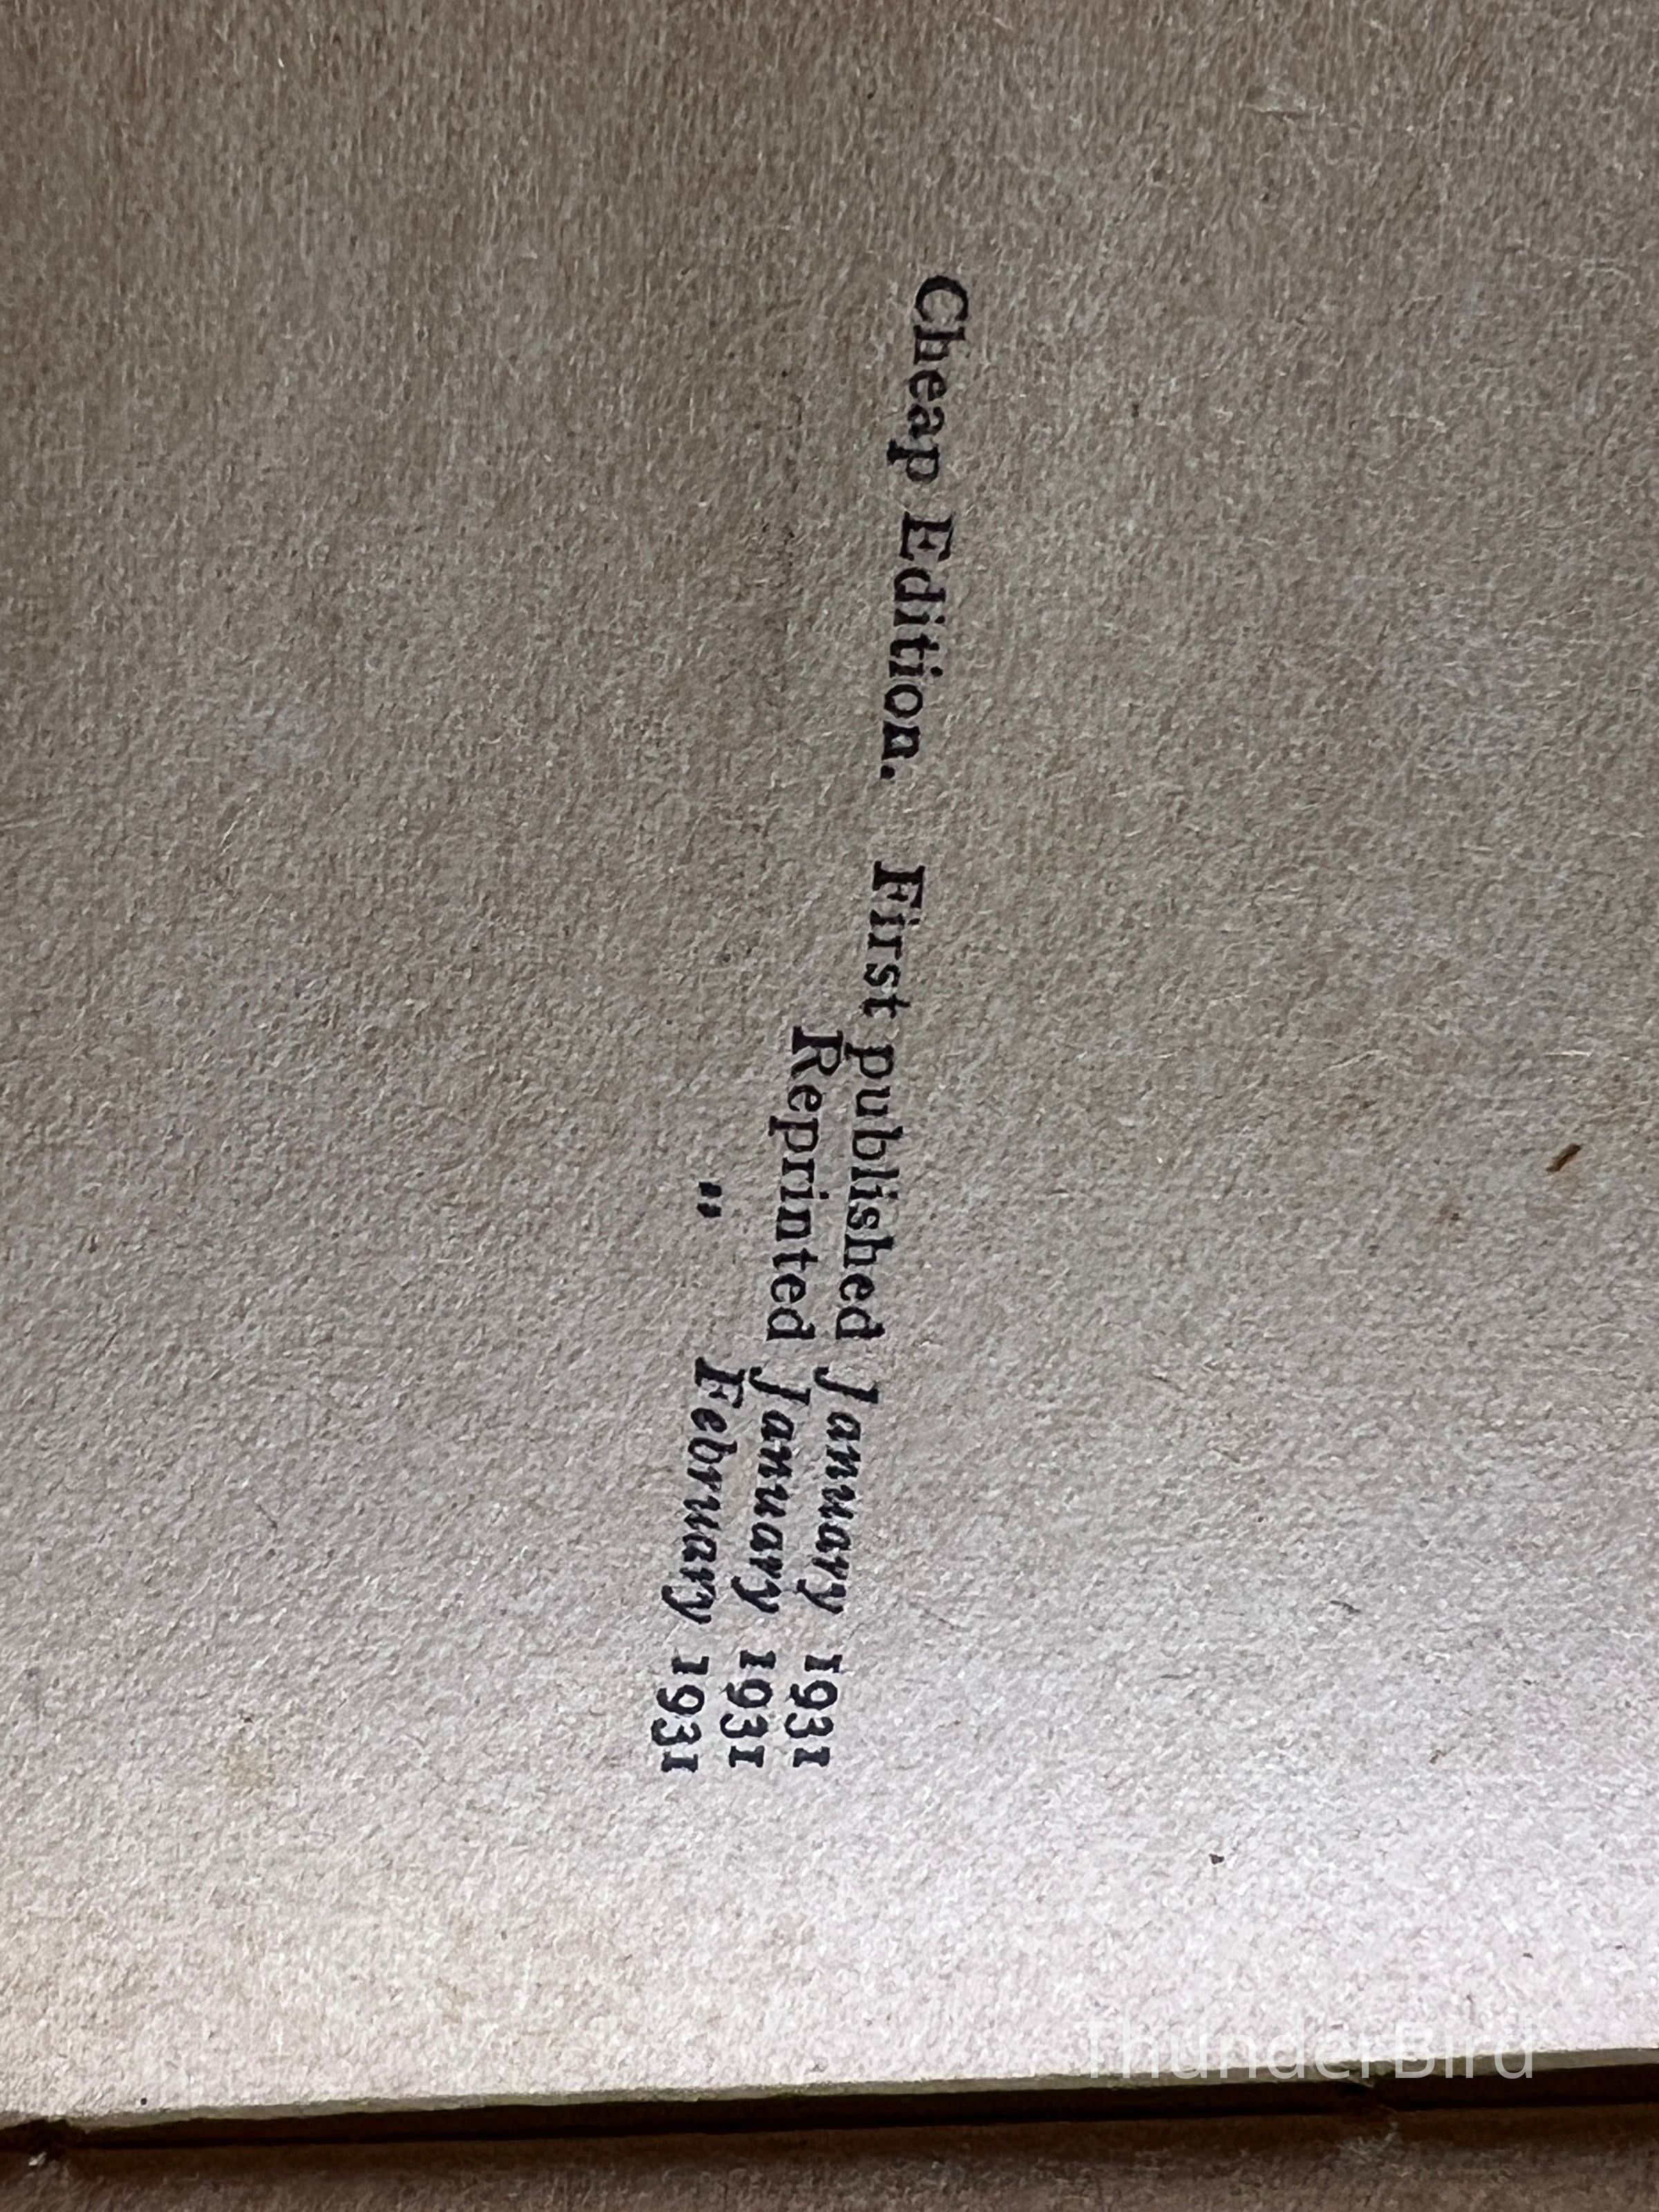 Cheap Edition. First published January 1931
Reprinted January 1931
" February 1931
ThunderBird